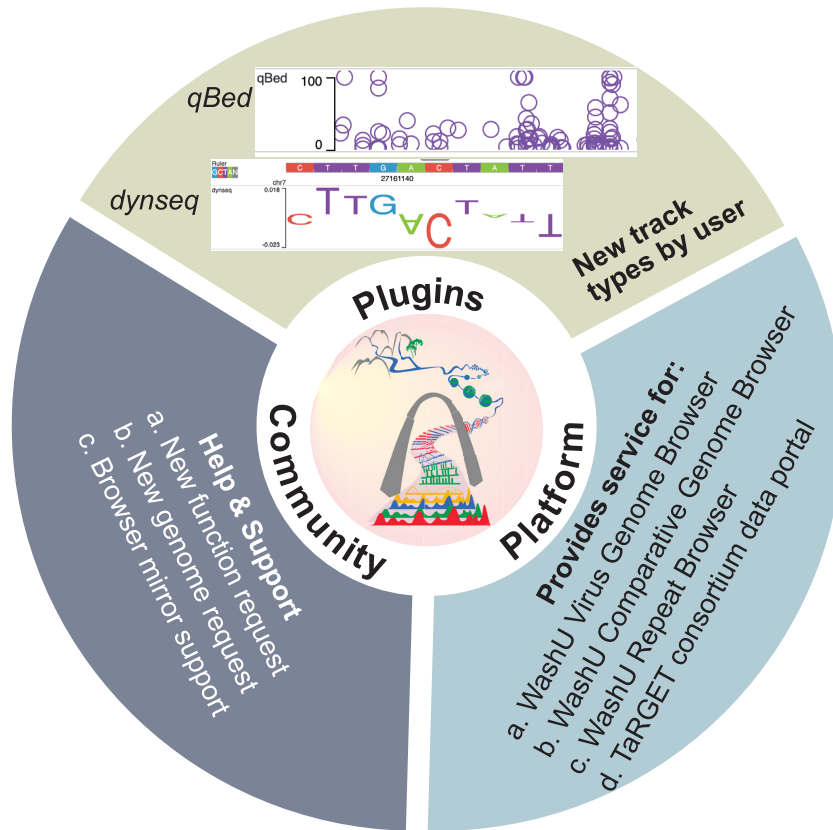 qBed
qBed
100
0
Ruler
GCTAN
C T T G A C T A T T
chr7
27161140
dynseq
dynseq
0.018
-0.023
C T T G A C T A T T
New track
types by user
Plugins
Community
Platform
Help & Support
a. New function request
b. New genome request
c. Browser mirror support
Provides service for:
a. WashU Virus Genome Browser
b. WashU Comparative Genome Browser
c. WashU Repeat Browser
d. TaRGET consortium data portal